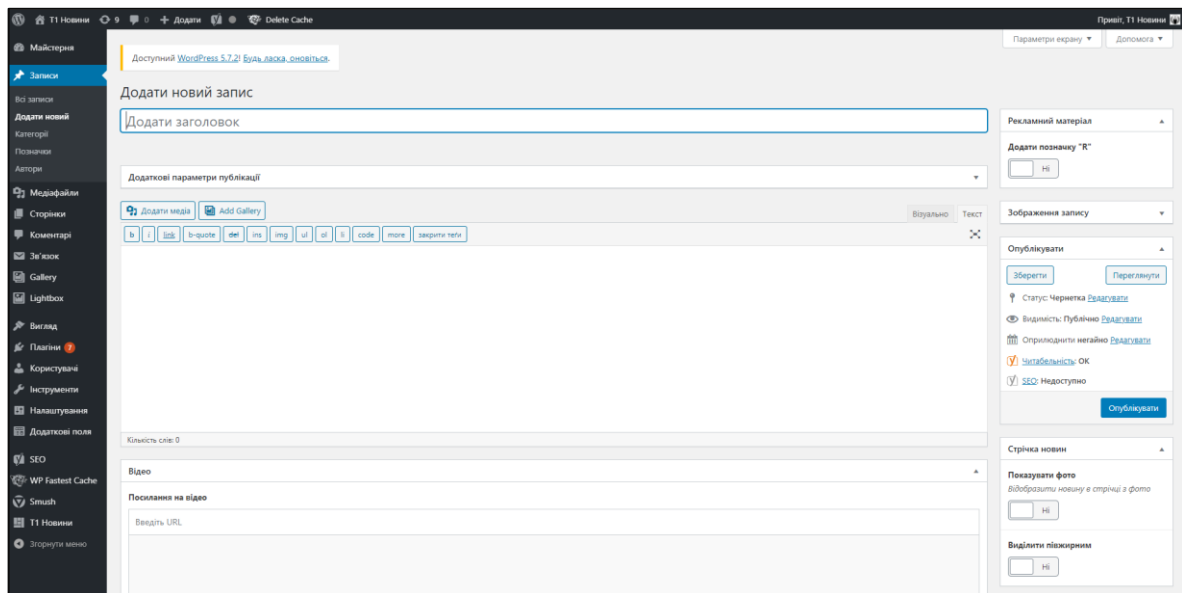 T1 Новини 9 0 Додати Delete Cache Привіт, T1 Новини
Майстерня
Записи
Всі записи
Додати новий
Категорії
Позначки
Автори
Медіафайли
Сторінки
Коментарі
Зв'язок
Gallery
Lightbox
Вигляд
Плагіни 7
Користувачі
Інструменти
Налаштування
Додаткові поля
SEO
WP Fastest Cache
Smush
T1 Новини
Згорнути меню
Параметри екрану Допомога
Доступний WordPress 5.7.2! Будь ласка, оновіться.
Додати новий запис
Додати заголовок
Додаткові параметри публікації
Додати медіа Add Gallery Візуально Текст
b i link b-quote del ins img ul ol li code more закрити теґи
Кількість слів: 0
Відео
Посилання на відео
Введіть URL
Рекламний матеріал
Додати позначку "R"
Ні
Зображення запису
Опублікувати
Зберегти Переглянути
Статус: Чернетка Редагувати
Видимість: Публічно Редагувати
Оприлюднити негайно Редагувати
Читабельність: OK
SEO: Недоступно
Опублікувати
Стрічка новин
Показувати фото
Відобразити новину в стрічці з фото
Ні
Виділити півжирним
Ні